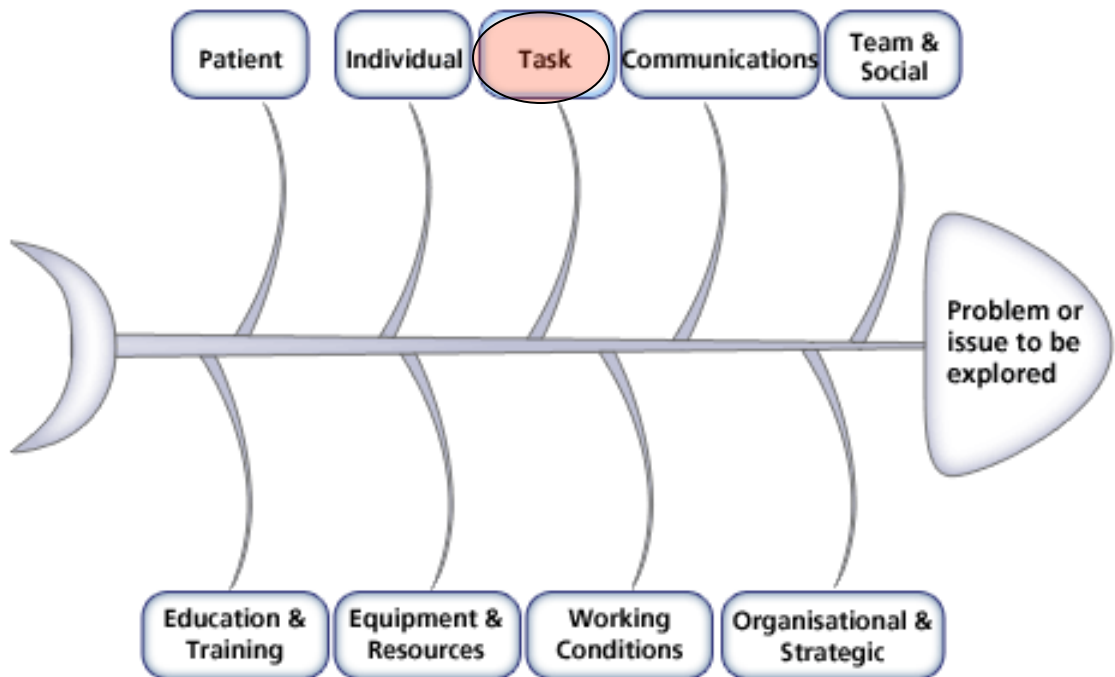 Patient
Individual
Task
Communications
Team &
Social
Problem or
issue to be
explored
Education &
Training
Equipment &
Resources
Working
Conditions
Organisational &
Strategic